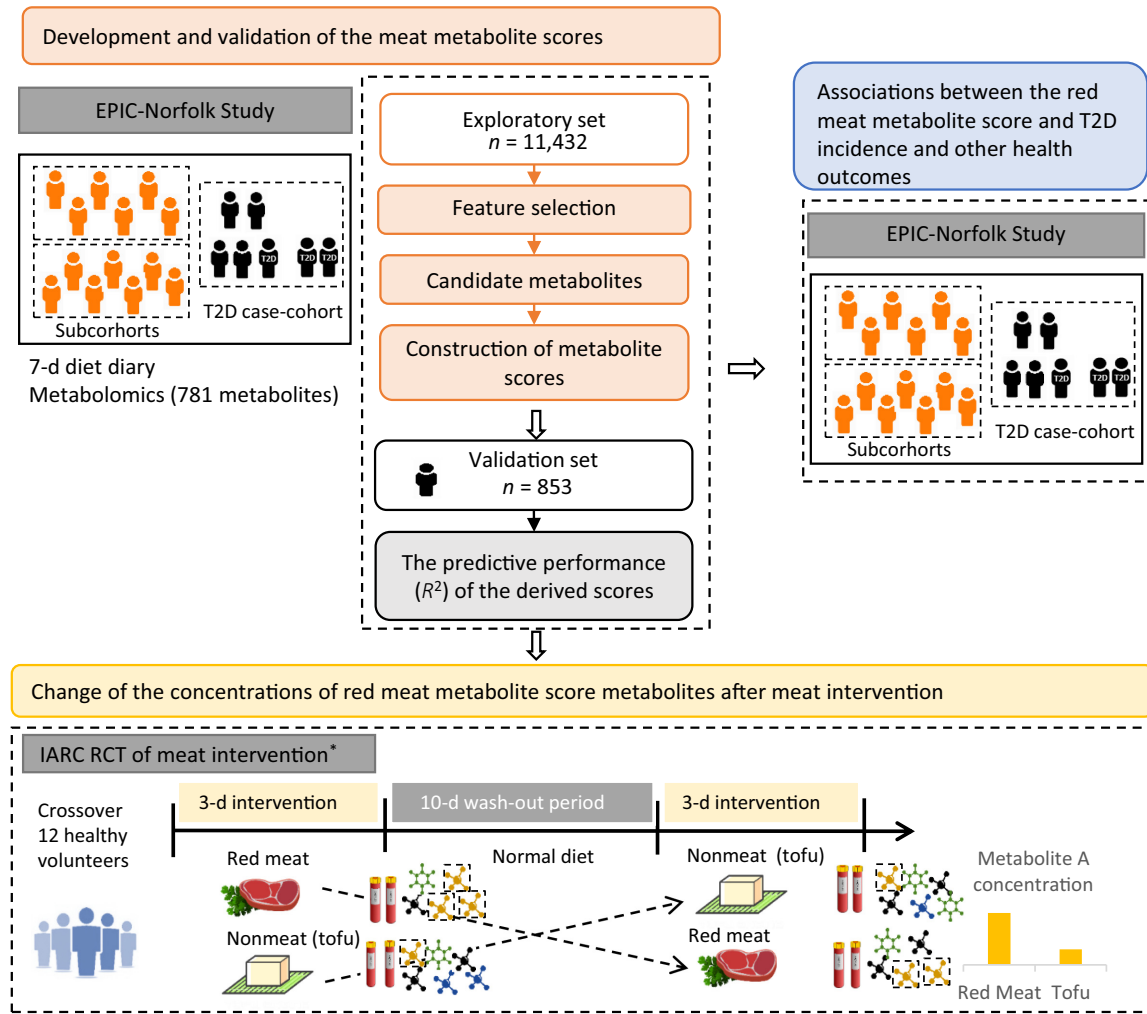 Development and validation of the meat metabolite scores
EPIC-Norfolk Study
Subcorhorts
T2D
T2D
T2D
T2D case-cohort
7-d diet diary
Metabolomics (781 metabolites)
Exploratory set
n = 11,432
Feature selection
Candidate metabolites
Construction of metabolite
scores
Validation set
n = 853
The predictive performance
(R²) of the derived scores
Associations between the red
meat metabolite score and T2D
incidence and other health
outcomes
EPIC-Norfolk Study
Subcorhorts
T2D
T2D
T2D
T2D case-cohort
Change of the concentrations of red meat metabolite score metabolites after meat intervention
IARC RCT of meat intervention*
Crossover
12 healthy
volunteers
3-d intervention
10-d wash-out period
3-d intervention
Red meat
Normal diet
Nonmeat (tofu)
Nonmeat (tofu)
Red meat
Metabolite A
concentration
Red Meat Tofu